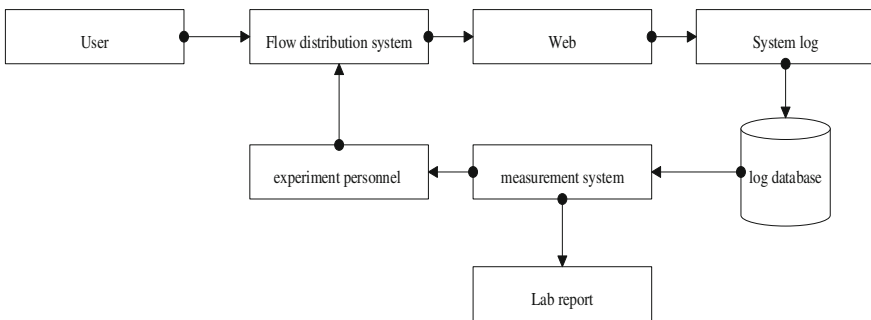 User
Flow distribution system
Web
System log
experiment personnel
measurement system
log database
Lab report